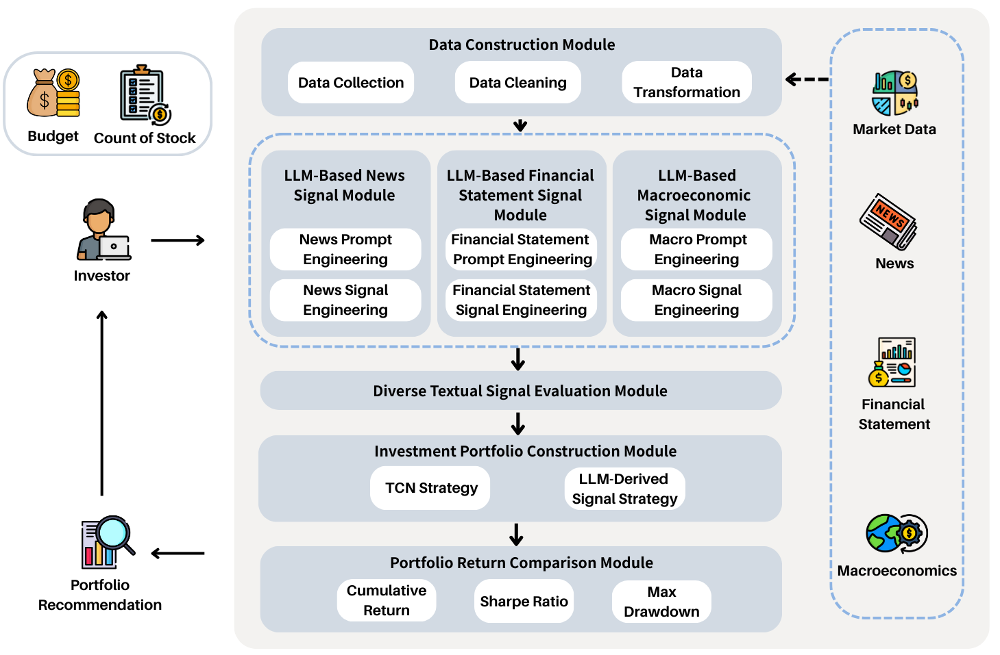 Budget
Count of Stock
Investor
Portfolio
Recommendation
Data Construction Module
Data Collection
Data Cleaning
Data
Transformation
LLM-Based News
Signal Module
News Prompt
Engineering
News Signal
Engineering
LLM-Based Financial
Statement Signal
Module
Financial Statement
Prompt Engineering
Financial Statement
Signal Engineering
LLM-Based
Macroeconomic
Signal Module
Macro Prompt
Engineering
Macro Signal
Engineering
Diverse Textual Signal Evaluation Module
Investment Portfolio Construction Module
TCN Strategy
LLM-Derived
Signal Strategy
Portfolio Return Comparison Module
Cumulative
Return
Sharpe Ratio
Max
Drawdown
Market Data
NEWS
News
Financial
Statement
Macroeconomics